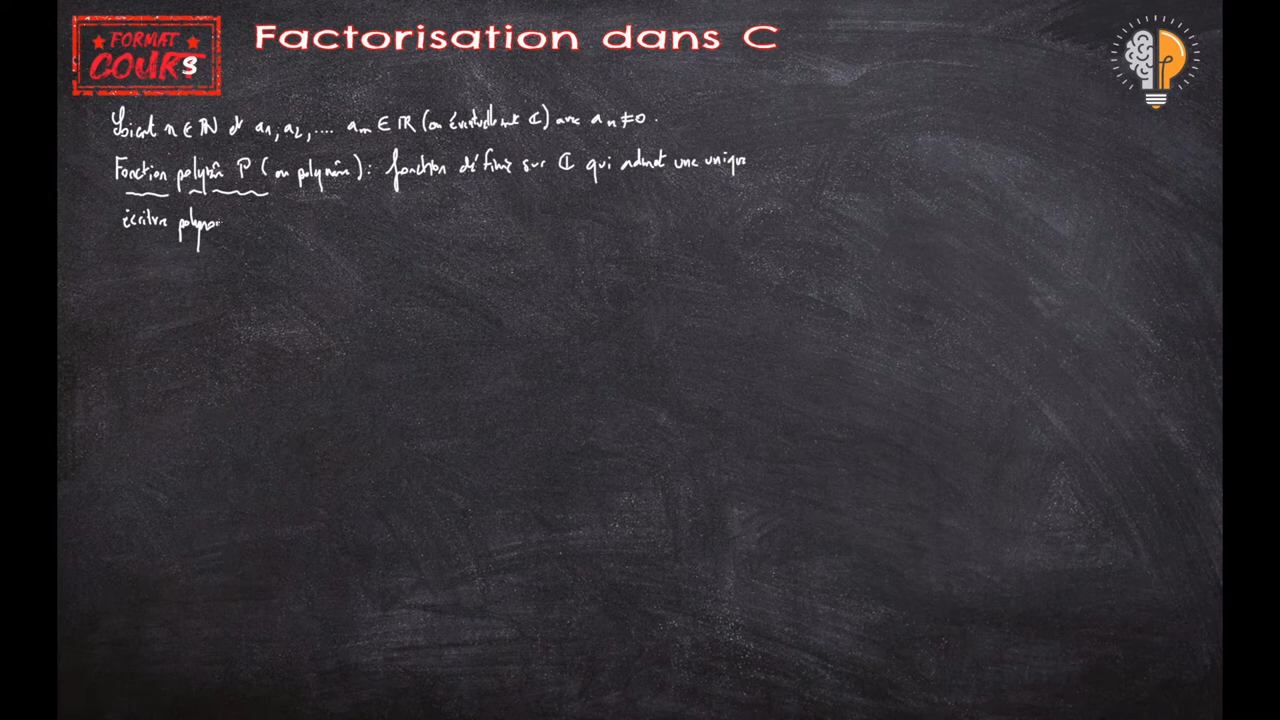 FORMAT
COURS
Factorisation dans C
Soient n ∈ ℕ et a₁, a₂, .... aₙ ∈ ℝ (ou éventuellement ℂ) avec aₙ ≠ 0.
Fonction polynôme P (ou polynôme) : fonction définie sur ℂ qui admet une unique
écriture polyno